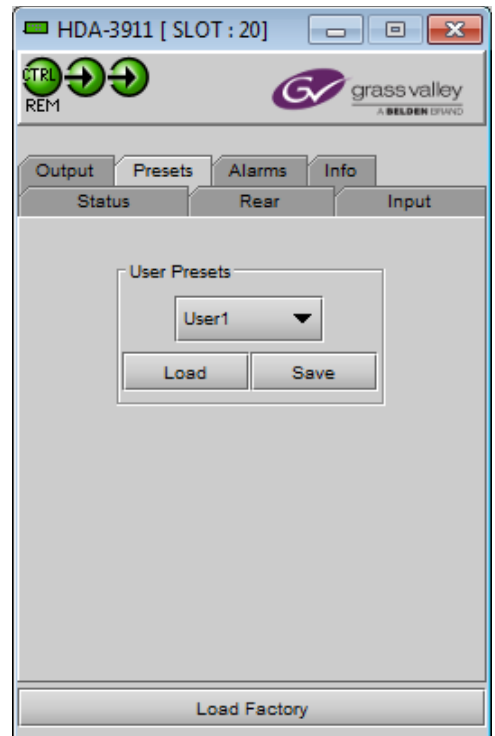 HDA-3911 [ SLOT : 20]
CTRL
REM
grass valley
A BELDEN BRAND
Output Presets Alarms Info
Status Rear Input
User Presets
User1
Load Save
Load Factory